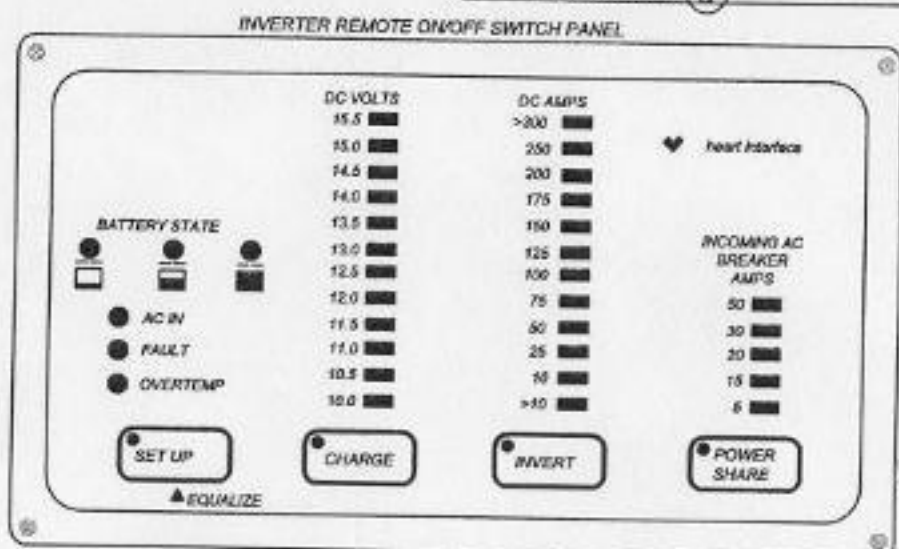 INVERTER REMOTE ON/OFF SWITCH PANEL
DC VOLTS
15.5
15.0
14.5
14.0
13.5
13.0
12.5
12.0
11.5
11.0
10.5
10.0
DC AMPS
>300
250
200
175
150
125
100
75
50
25
10
>10
heart interface
BATTERY STATE
AC IN
FAULT
OVERTEMP
INCOMING AC
BREAKER
AMPS
50
30
20
15
5
SET UP
EQUALIZE
CHARGE
INVERT
POWER
SHARE